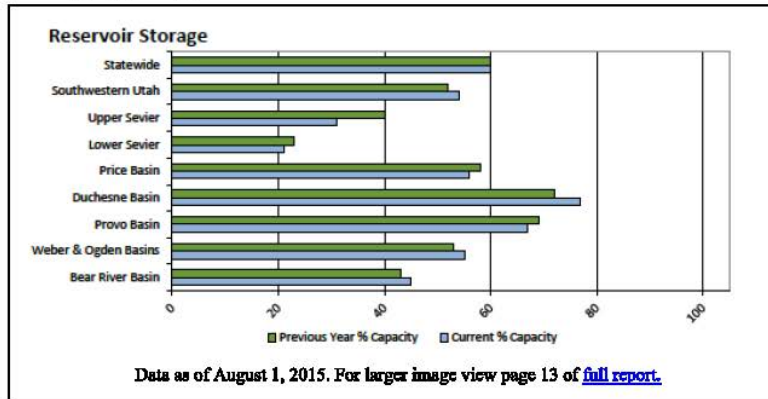 Reservoir Storage
Statewide
Southwestern Utah
Upper Sevier
Lower Sevier
Price Basin
Duchesne Basin
Provo Basin
Weber & Ogden Basins
Bear River Basin
0 20 40 60 80 100
Previous Year % Capacity Current % Capacity
Data as of August 1, 2015. For larger image view page 13 of full report.